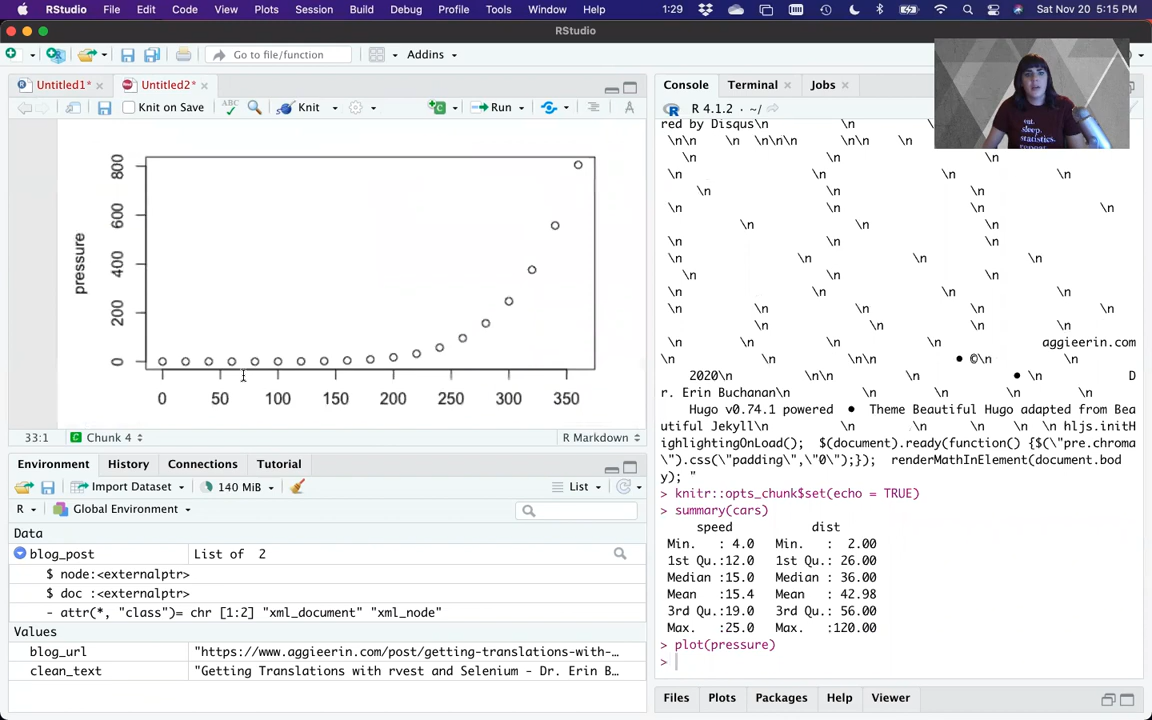 RStudio File Edit Code View Plots Session Build Debug Profile Tools Window Help 1:29 Sat Nov 20 5:15 PM
RStudio
Go to file/function Addins
Untitled1* Untitled2*
Knit on Save ABC Knit Run
pressure
800
600
400
200
0
0 50 100 150 200 250 300 350
33:1 Chunk 4 R Markdown
Environment History Connections Tutorial
Import Dataset 140 MiB List
R Global Environment
Data
blog_post List of 2
$ node:<externalptr>
$ doc :<externalptr>
- attr(*, "class")= chr [1:2] "xml_document" "xml_node"
Values
blog_url "https://www.aggieerin.com/post/getting-translations-with-…
clean_text "Getting Translations with rvest and Selenium - Dr. Erin B…
Console Terminal Jobs
R 4.1.2 · ~/
eat.
sleep.
statistics.
repeat.
red by Disqus\n \n \n \n
\n\n \n \n\n\n \n\n \n
\n \n \n
\n \n \n
\n \n \n
\n \n \n \n
\n \n
\n \n \n
\n \n \n
\n \n \n
\n \n \n
\n \n \n \n
\n \n
\n \n \n aggieerin.com
\n \n \n\n ● ©\n \n
2020\n \n\n ● \n D
r. Erin Buchanan\n \n \n
Hugo v0.74.1 powered ● Theme Beautiful Hugo adapted from Bea
utiful Jekyll\n \n \n \n hljs.initH
ighlightingOnLoad(); $(document).ready(function() {$(\"pre.chroma
\").css(\"padding\",\"0\");}); renderMathInElement(document.bod
y); "
> knitr::opts_chunk$set(echo = TRUE)
> summary(cars)
speed dist
Min. : 4.0 Min. : 2.00
1st Qu.:12.0 1st Qu.: 26.00
Median :15.0 Median : 36.00
Mean :15.4 Mean : 42.98
3rd Qu.:19.0 3rd Qu.: 56.00
Max. :25.0 Max. :120.00
> plot(pressure)
>
Files Plots Packages Help Viewer